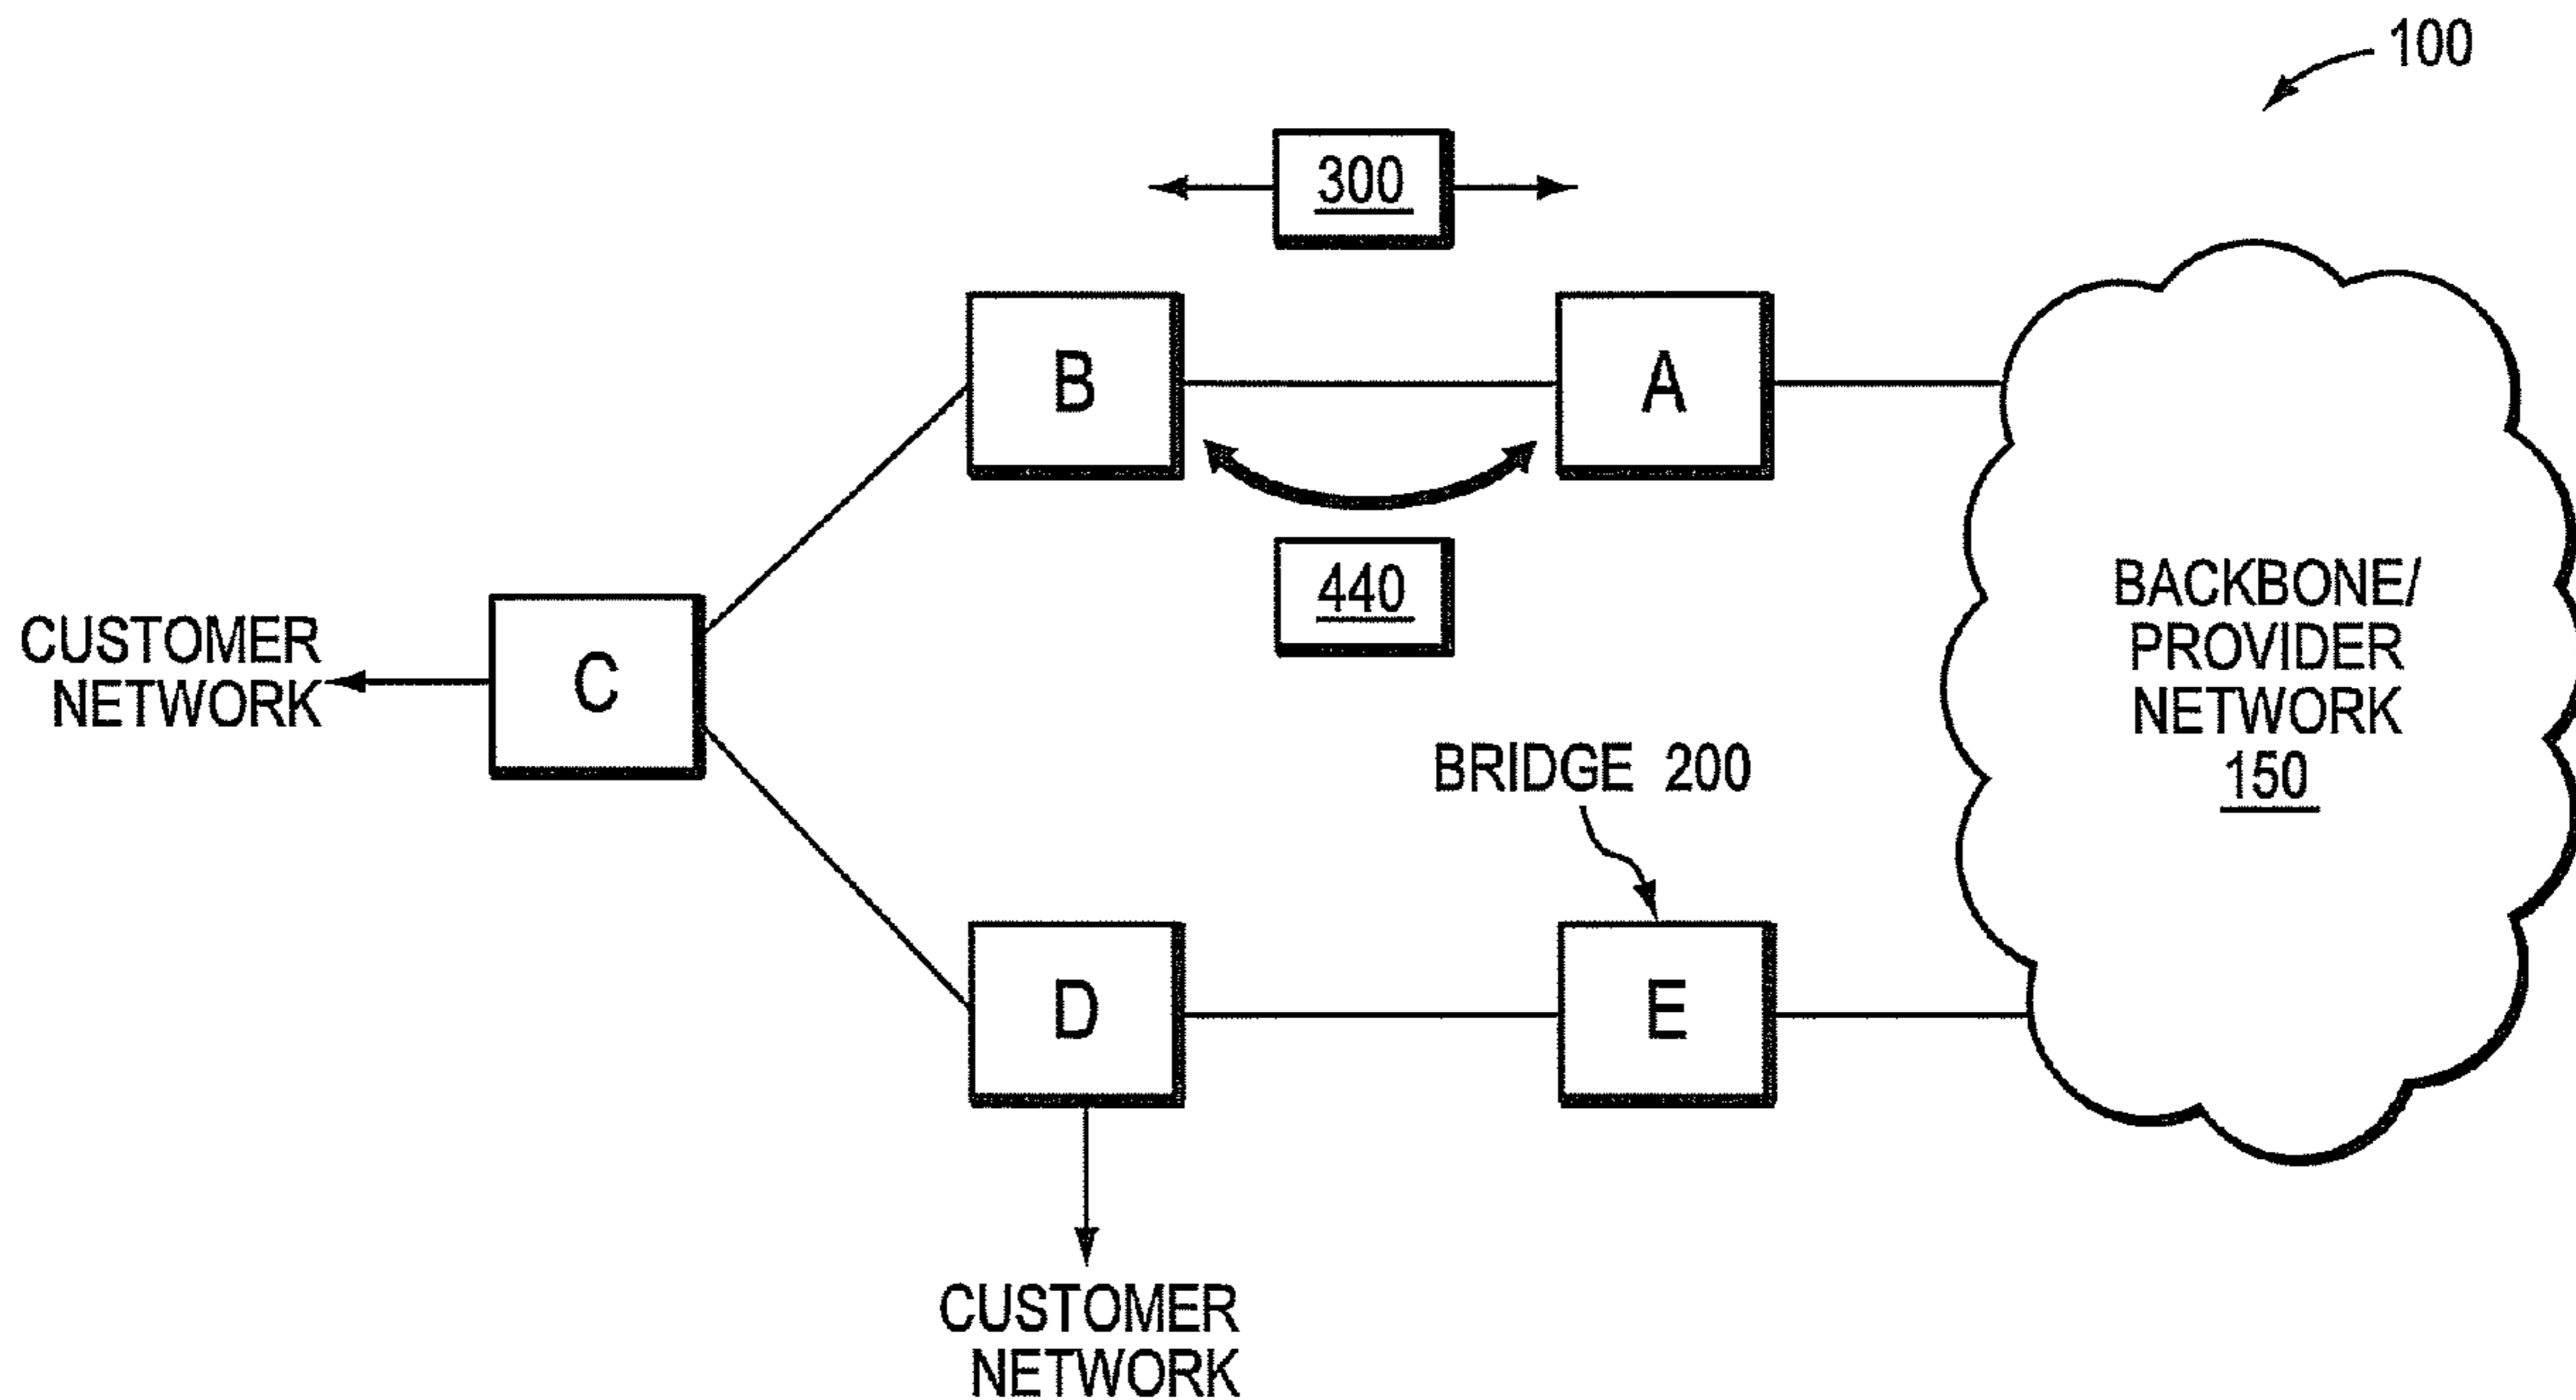 100
300
B
A
440
BACKBONE/
PROVIDER
NETWORK
150
CUSTOMER
NETWORK
C
BRIDGE 200
D
E
CUSTOMER
NETWORK